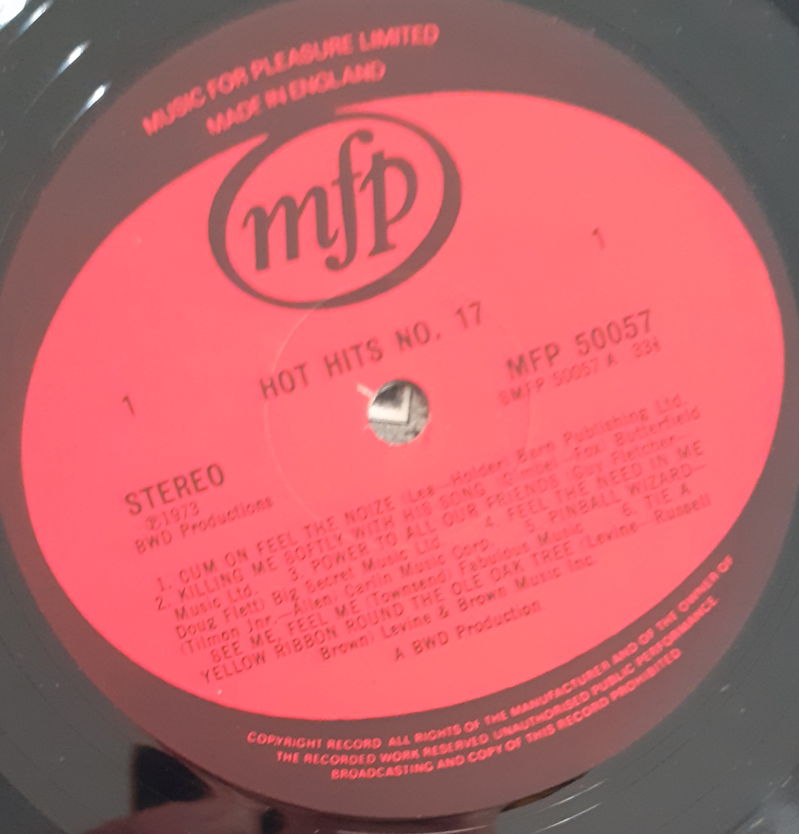 MUSIC FOR PLEASURE LIMITED
MADE IN ENGLAND
mfp
1
HOT HITS NO. 17
MFP 50057
SMFP 50057 A 33⅓
1
STEREO
℗1973
BWD Productions
1. CUM ON FEEL THE NOIZE (Lea—Holder) Barn Publishing Ltd.
2. KILLING ME SOFTLY WITH HIS SONG (Gimbel—Fox) Butterfield
Music Ltd. 3. POWER TO ALL OUR FRIENDS (Guy Fletcher—
Doug Flett) Big Secret Music Ltd. 4. FEEL THE NEED IN ME
(Tilmon Jnr.—Allen) Carlin Music Corp. 5. PINBALL WIZARD—
SEE ME, FEEL ME (Townsend) Fabulous Music 6. TIE A
YELLOW RIBBON ROUND THE OLE OAK TREE (Levine—Russell
Brown) Levine & Brown Music Inc
A BWD Production
COPYRIGHT RECORD ALL RIGHTS OF THE MANUFACTURER AND OF THE OWNER OF
THE RECORDED WORK RESERVED UNAUTHORISED PUBLIC PERFORMANCE
BROADCASTING AND COPY OF THIS RECORD PROHIBITED